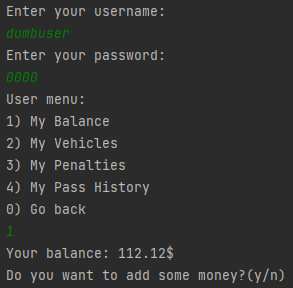 Enter your username:
dumbuser
Enter your password:
0000
User menu:
1) My Balance
2) My Vehicles
3) My Penalties
4) My Pass History
0) Go back
1
Your balance: 112.12$
Do you want to add some money?(y/n)